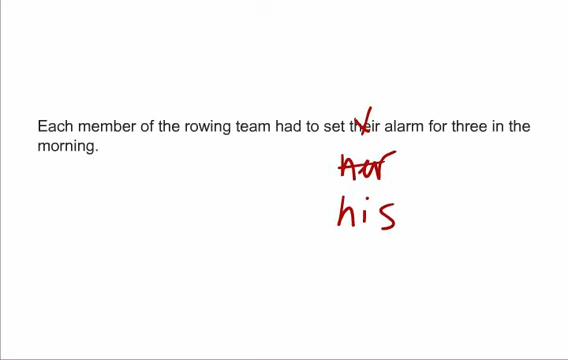 Each member of the rowing team had to set their alarm for three in the
morning.
her
his